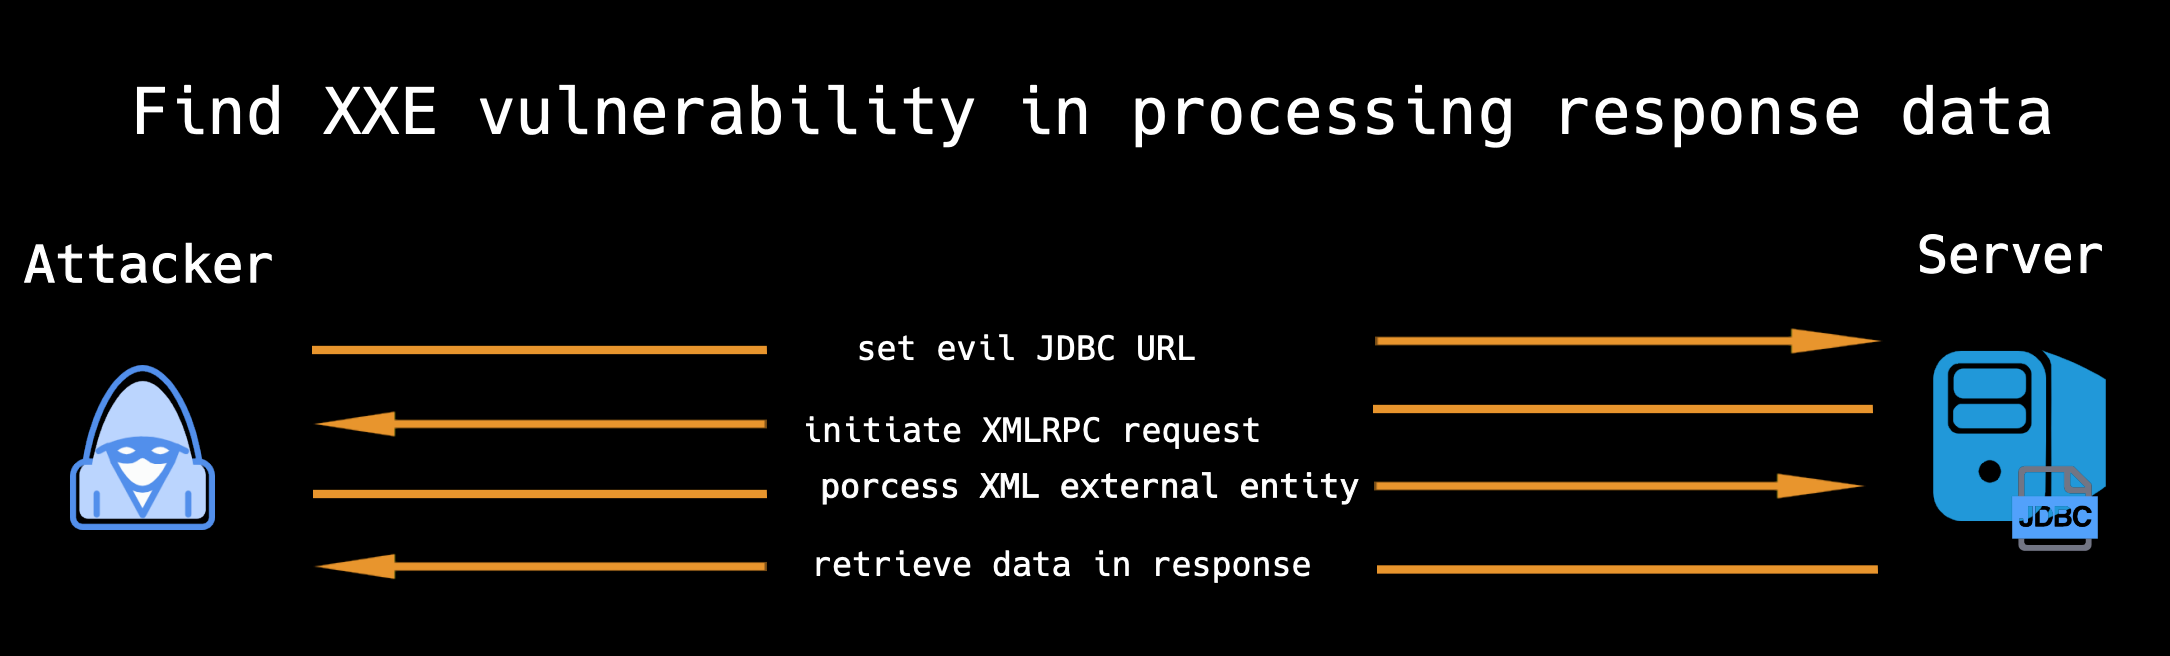 Find XXE vulnerability in processing response data
Attacker
Server
set evil JDBC URL
initiate XMLRPC request
porcess XML external entity
retrieve data in response
JDBC